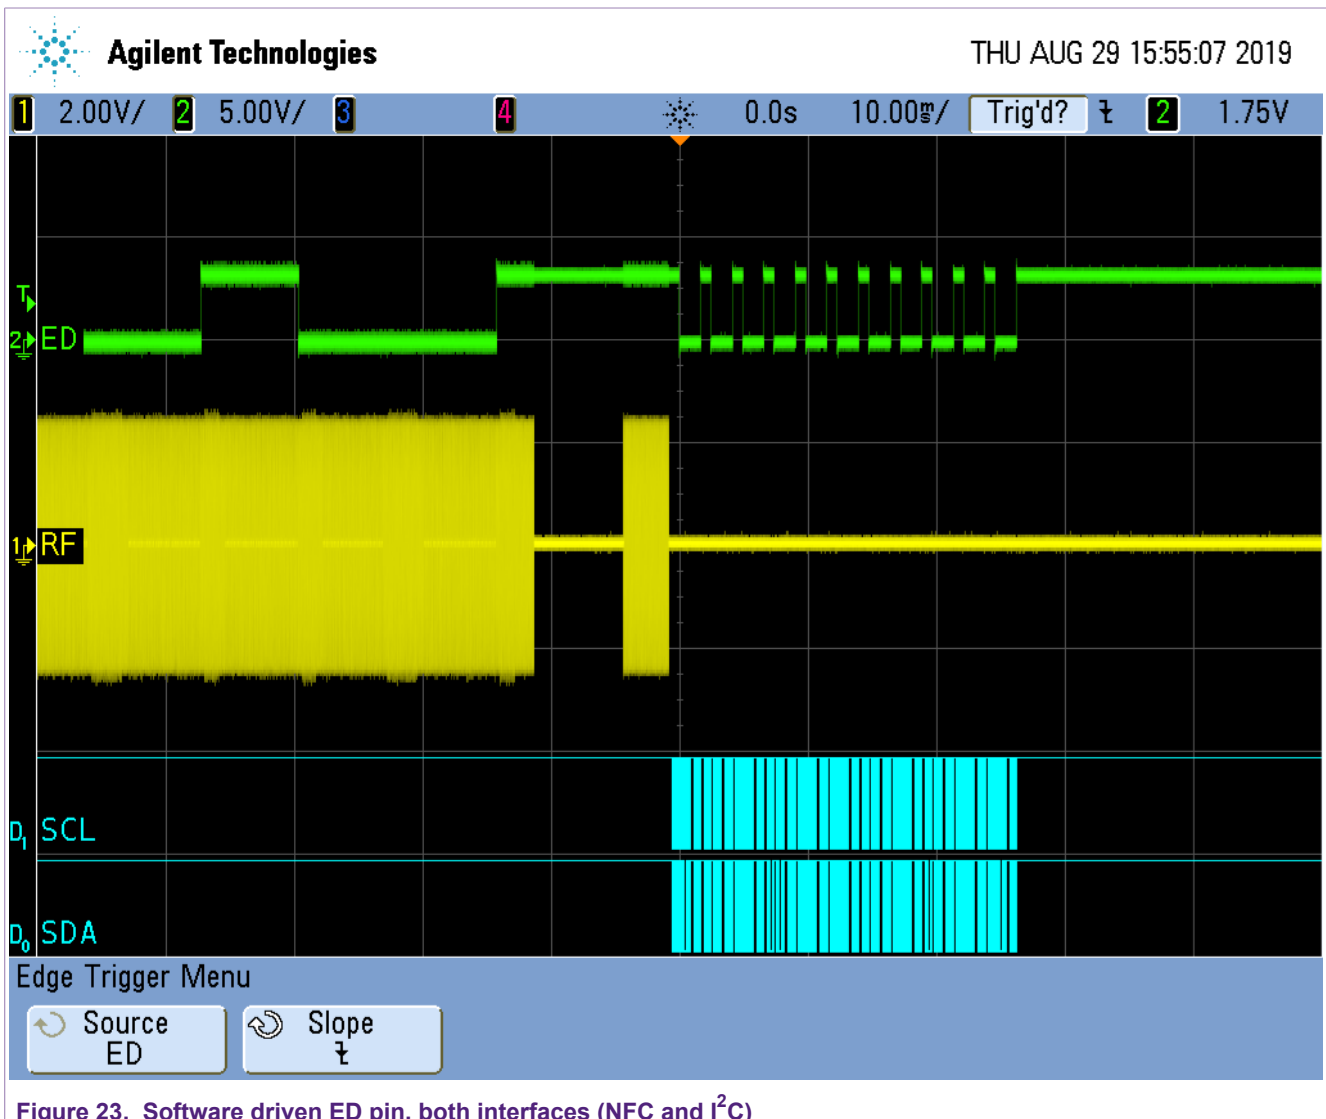 Agilent Technologies
THU AUG 29 15:55:07 2019
1 2.00V/ 2 5.00V/ 3 4 0.0s 10.00ms/ Trig'd? 2 1.75V
T
2 ED
1 RF
D1 SCL
D0 SDA
Edge Trigger Menu
Source Slope
ED
Figure 23. Software driven ED pin, both interfaces (NFC and I²C)